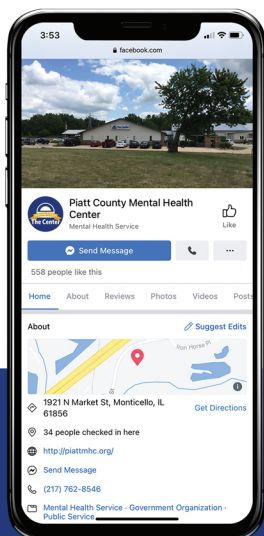 3:53
facebook.com
The Center
Piatt County Mental Health
Center
Mental Health Service
Like
Send Message
558 people like this
Home About Reviews Photos Videos Posts
About
Suggest Edits
Iron Horse Pl
1921 N Market St, Monticello, IL
61856
Get Directions
34 people checked in here
http://piattmhc.org/
Send Message
(217) 762-8546
Mental Health Service · Government Organization ·
Public Service